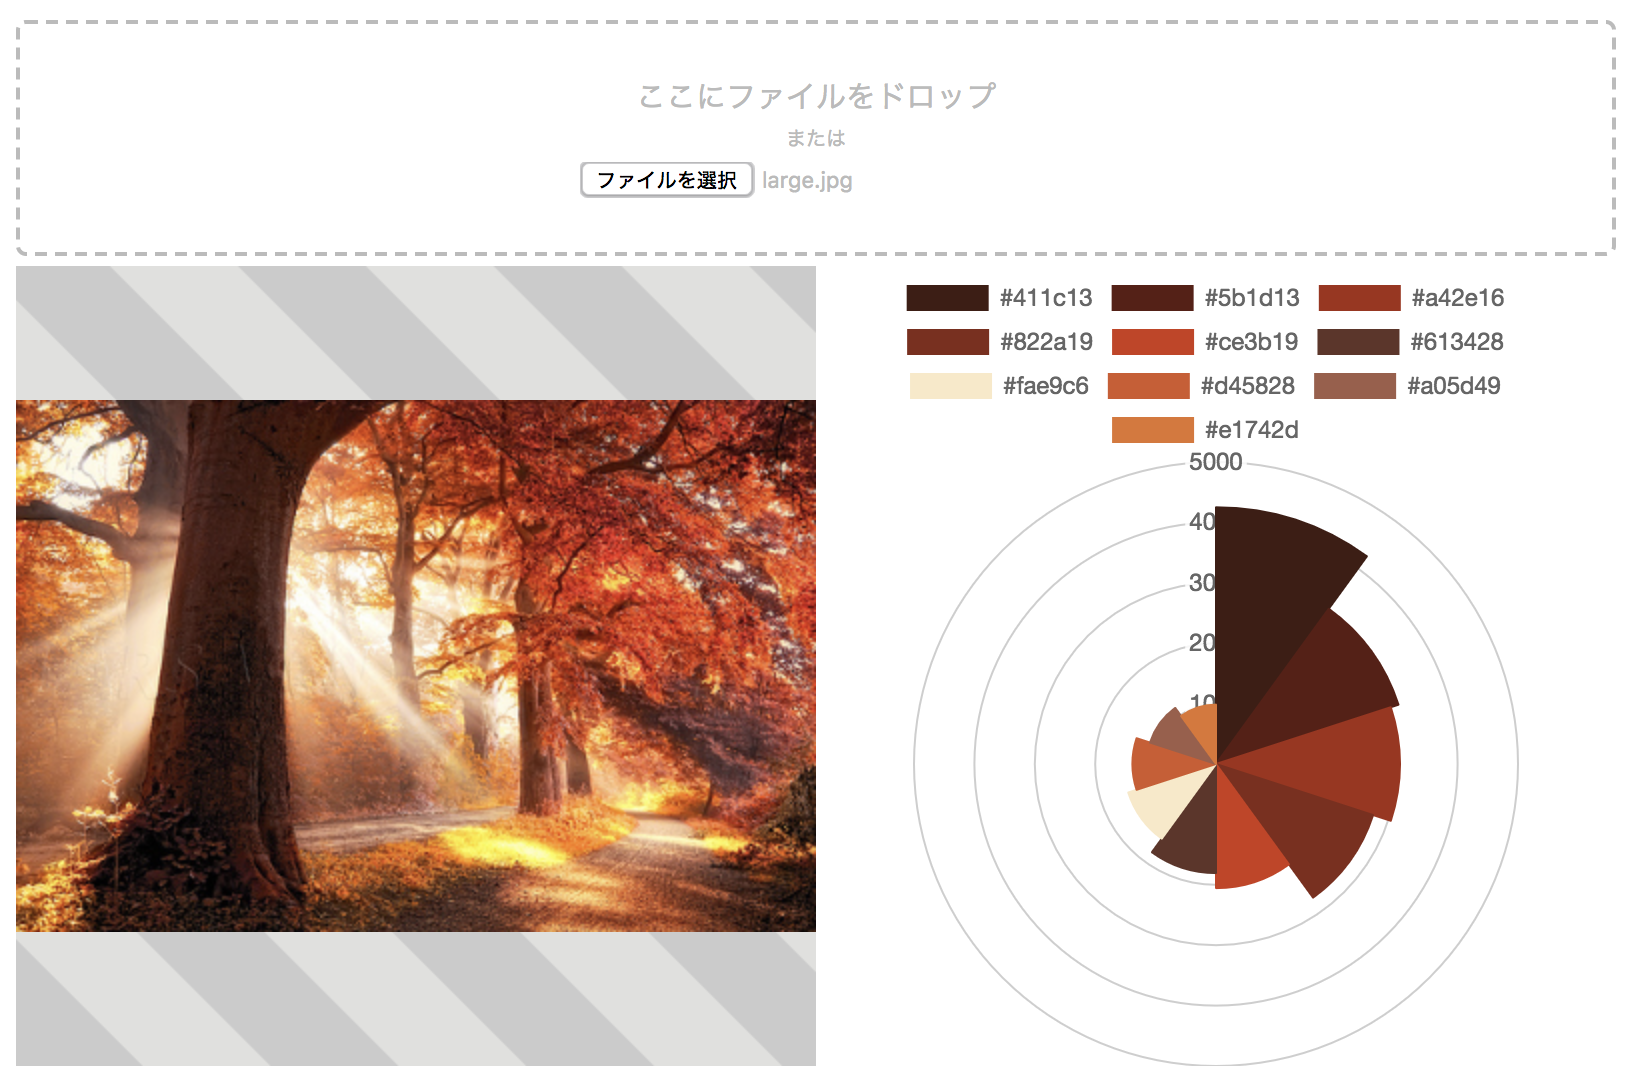 ここにファイルをドロップ
または
ファイルを選択 large.jpg
#411c13 #5b1d13 #a42e16
#822a19 #ce3b19 #613428
#fae9c6 #d45828 #a05d49
#e1742d
5000
40
30
20
10